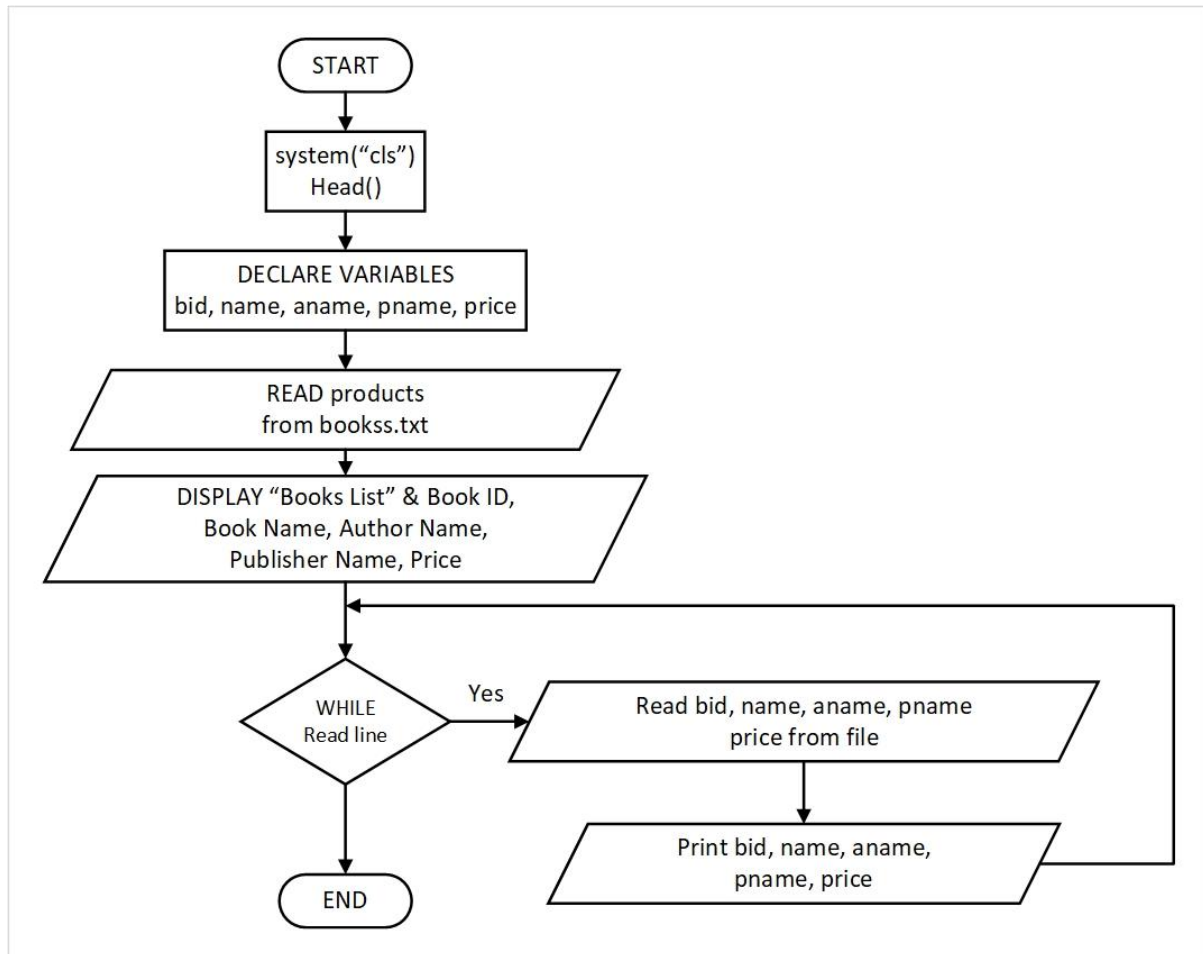 START
system(“cls”)
Head()
DECLARE VARIABLES
bid, name, aname, pname, price
READ products
from bookss.txt
DISPLAY “Books List” & Book ID,
Book Name, Author Name,
Publisher Name, Price
WHILE
Read line
Yes
Read bid, name, aname, pname
price from file
Print bid, name, aname,
pname, price
END